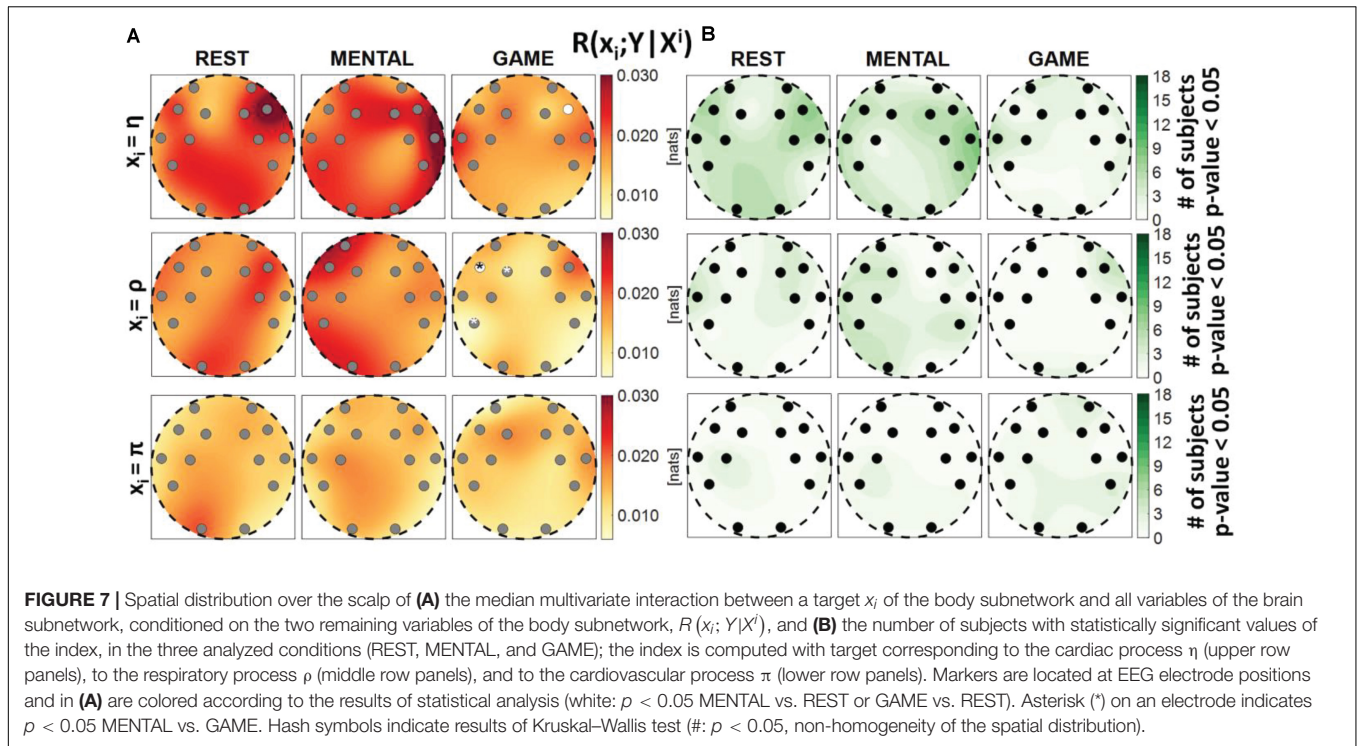 A
REST MENTAL GAME
R(xᵢ;Y|Xⁱ)
B
REST MENTAL GAME
xᵢ = η
0.030
0.020
0.010
[nats]
18
15
12
9
6
3
0
# of subjects
p-value < 0.05
xᵢ = ρ
* * *
0.030
0.020
0.010
[nats]
18
15
12
9
6
3
0
# of subjects
p-value < 0.05
xᵢ = π
0.030
0.020
0.010
[nats]
18
15
12
9
6
3
0
# of subjects
p-value < 0.05
FIGURE 7 | Spatial distribution over the scalp of (A) the median multivariate interaction between a target xᵢ of the body subnetwork and all variables of the brain
subnetwork, conditioned on the two remaining variables of the body subnetwork, R (xᵢ; Y|Xⁱ), and (B) the number of subjects with statistically significant values of
the index, in the three analyzed conditions (REST, MENTAL, and GAME); the index is computed with target corresponding to the cardiac process η (upper row
panels), to the respiratory process ρ (middle row panels), and to the cardiovascular process π (lower row panels). Markers are located at EEG electrode positions
and in (A) are colored according to the results of statistical analysis (white: p < 0.05 MENTAL vs. REST or GAME vs. REST). Asterisk (*) on an electrode indicates
p < 0.05 MENTAL vs. GAME. Hash symbols indicate results of Kruskal–Wallis test (#: p < 0.05, non-homogeneity of the spatial distribution).